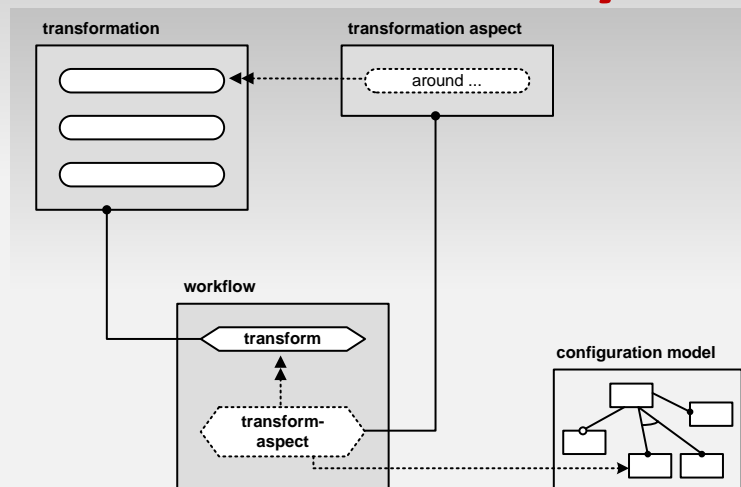 transformation
transformation aspect
around ...
workflow
transform
configuration model
transform-
aspect